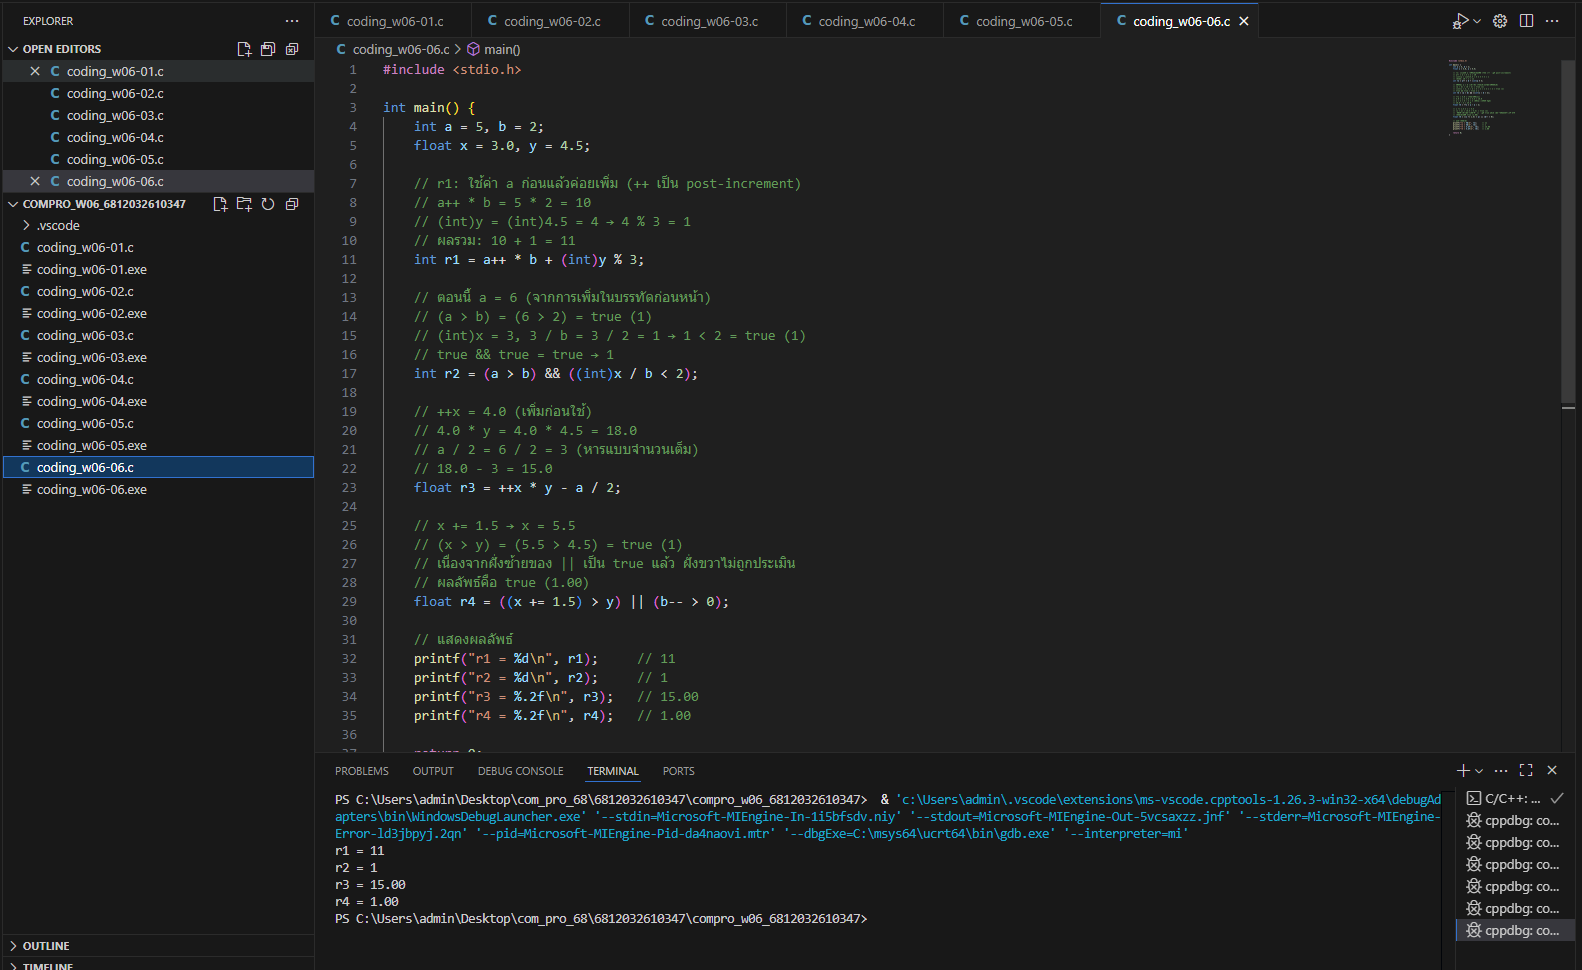 EXPLORER
OPEN EDITORS
coding_w06-01.c
coding_w06-02.c
coding_w06-03.c
coding_w06-04.c
coding_w06-05.c
coding_w06-06.c
COMPRO_W06_6812032610347
.vscode
coding_w06-01.c
coding_w06-01.exe
coding_w06-02.c
coding_w06-02.exe
coding_w06-03.c
coding_w06-03.exe
coding_w06-04.c
coding_w06-04.exe
coding_w06-05.c
coding_w06-05.exe
coding_w06-06.c
coding_w06-06.exe
OUTLINE
TIMELINE
coding_w06-01.c coding_w06-02.c coding_w06-03.c coding_w06-04.c coding_w06-05.c coding_w06-06.c
coding_w06-06.c > main()
1 #include <stdio.h>
2
3 int main() {
4 int a = 5, b = 2;
5 float x = 3.0, y = 4.5;
6
7 // r1: ใช้ค่า a ก่อนแล้วค่อยเพิ่ม (++ เป็น post-increment)
8 // a++ * b = 5 * 2 = 10
9 // (int)y = (int)4.5 = 4 → 4 % 3 = 1
10 // ผลรวม: 10 + 1 = 11
11 int r1 = a++ * b + (int)y % 3;
12
13 // ตอนนี้ a = 6 (จากการเพิ่มในบรรทัดก่อนหน้า)
14 // (a > b) = (6 > 2) = true (1)
15 // (int)x = 3, 3 / b = 3 / 2 = 1 → 1 < 2 = true (1)
16 // true && true = true → 1
17 int r2 = (a > b) && ((int)x / b < 2);
18
19 // ++x = 4.0 (เพิ่มก่อนใช้)
20 // 4.0 * y = 4.0 * 4.5 = 18.0
21 // a / 2 = 6 / 2 = 3 (หารแบบจำนวนเต็ม)
22 // 18.0 - 3 = 15.0
23 float r3 = ++x * y - a / 2;
24
25 // x += 1.5 → x = 5.5
26 // (x > y) = (5.5 > 4.5) = true (1)
27 // เนื่องจากฝั่งซ้ายของ || เป็น true แล้ว ฝั่งขวาไม่ถูกประเมิน
28 // ผลลัพธ์คือ true (1.00)
29 float r4 = ((x += 1.5) > y) || (b-- > 0);
30
31 // แสดงผลลัพธ์
32 printf("r1 = %d\n", r1); // 11
33 printf("r2 = %d\n", r2); // 1
34 printf("r3 = %.2f\n", r3); // 15.00
35 printf("r4 = %.2f\n", r4); // 1.00
36
37 return 0;
PROBLEMS OUTPUT DEBUG CONSOLE TERMINAL PORTS
PS C:\Users\admin\Desktop\com_pro_68\6812032610347\compro_w06_6812032610347> & 'c:\Users\admin\.vscode\extensions\ms-vscode.cpptools-1.26.3-win32-x64\debugAd
apters\bin\WindowsDebugLauncher.exe' '--stdin=Microsoft-MIEngine-In-1i5bfsdv.niy' '--stdout=Microsoft-MIEngine-Out-5vcsaxzz.jnf' '--stderr=Microsoft-MIEngine-
Error-ld3jbpyj.2qn' '--pid=Microsoft-MIEngine-Pid-da4naovi.mtr' '--dbgExe=C:\msys64\ucrt64\bin\gdb.exe' '--interpreter=mi'
r1 = 11
r2 = 1
r3 = 15.00
r4 = 1.00
PS C:\Users\admin\Desktop\com_pro_68\6812032610347\compro_w06_6812032610347>
C/C++: ...
cppdbg: co...
cppdbg: co...
cppdbg: co...
cppdbg: co...
cppdbg: co...
cppdbg: co...